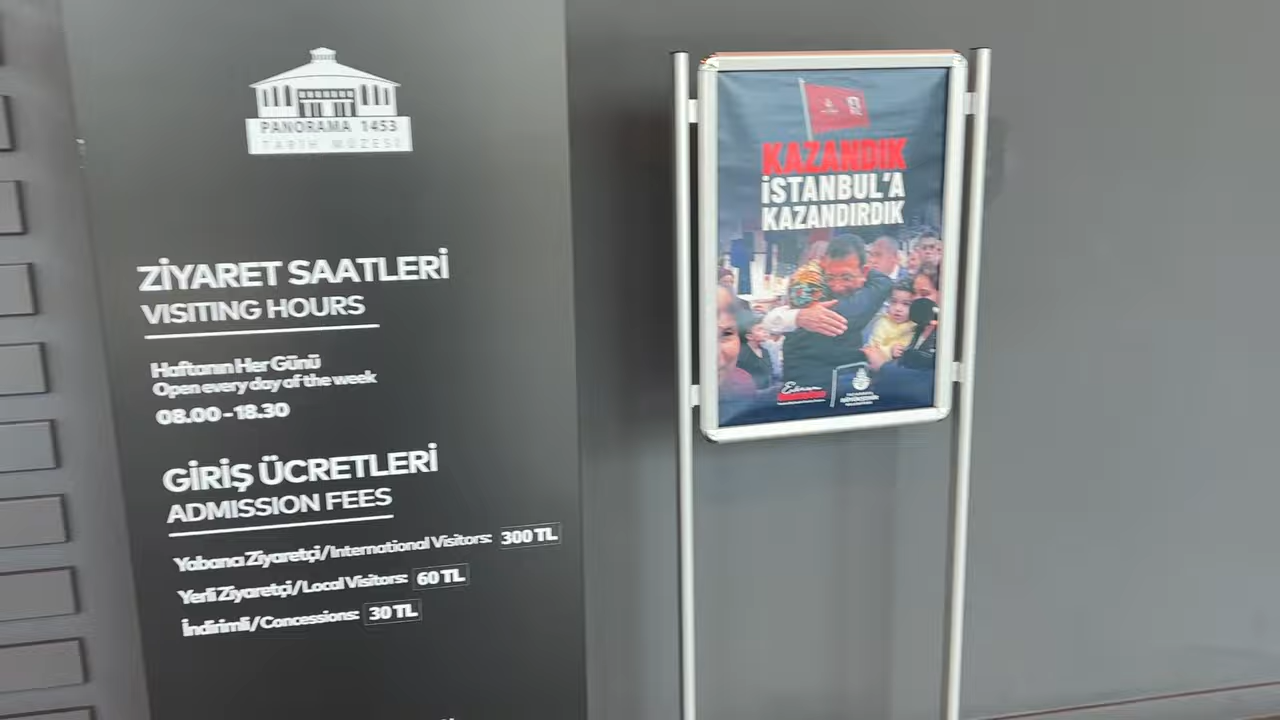 PANORAMA 1453
TARİH MÜZESİ
ZİYARET SAATLERİ
VISITING HOURS
Haftanın Her Günü
Open every day of the week
08.00 - 18.30
GİRİŞ ÜCRETLERİ
ADMISSION FEES
Yabancı Ziyaretçi/International Visitors: 300 TL
Yerli Ziyaretçi/Local Visitors: 60 TL
İndirimli/Concessions: 30 TL
KAZANDIK
İSTANBUL'A
KAZANDIRDIK
Ekrem